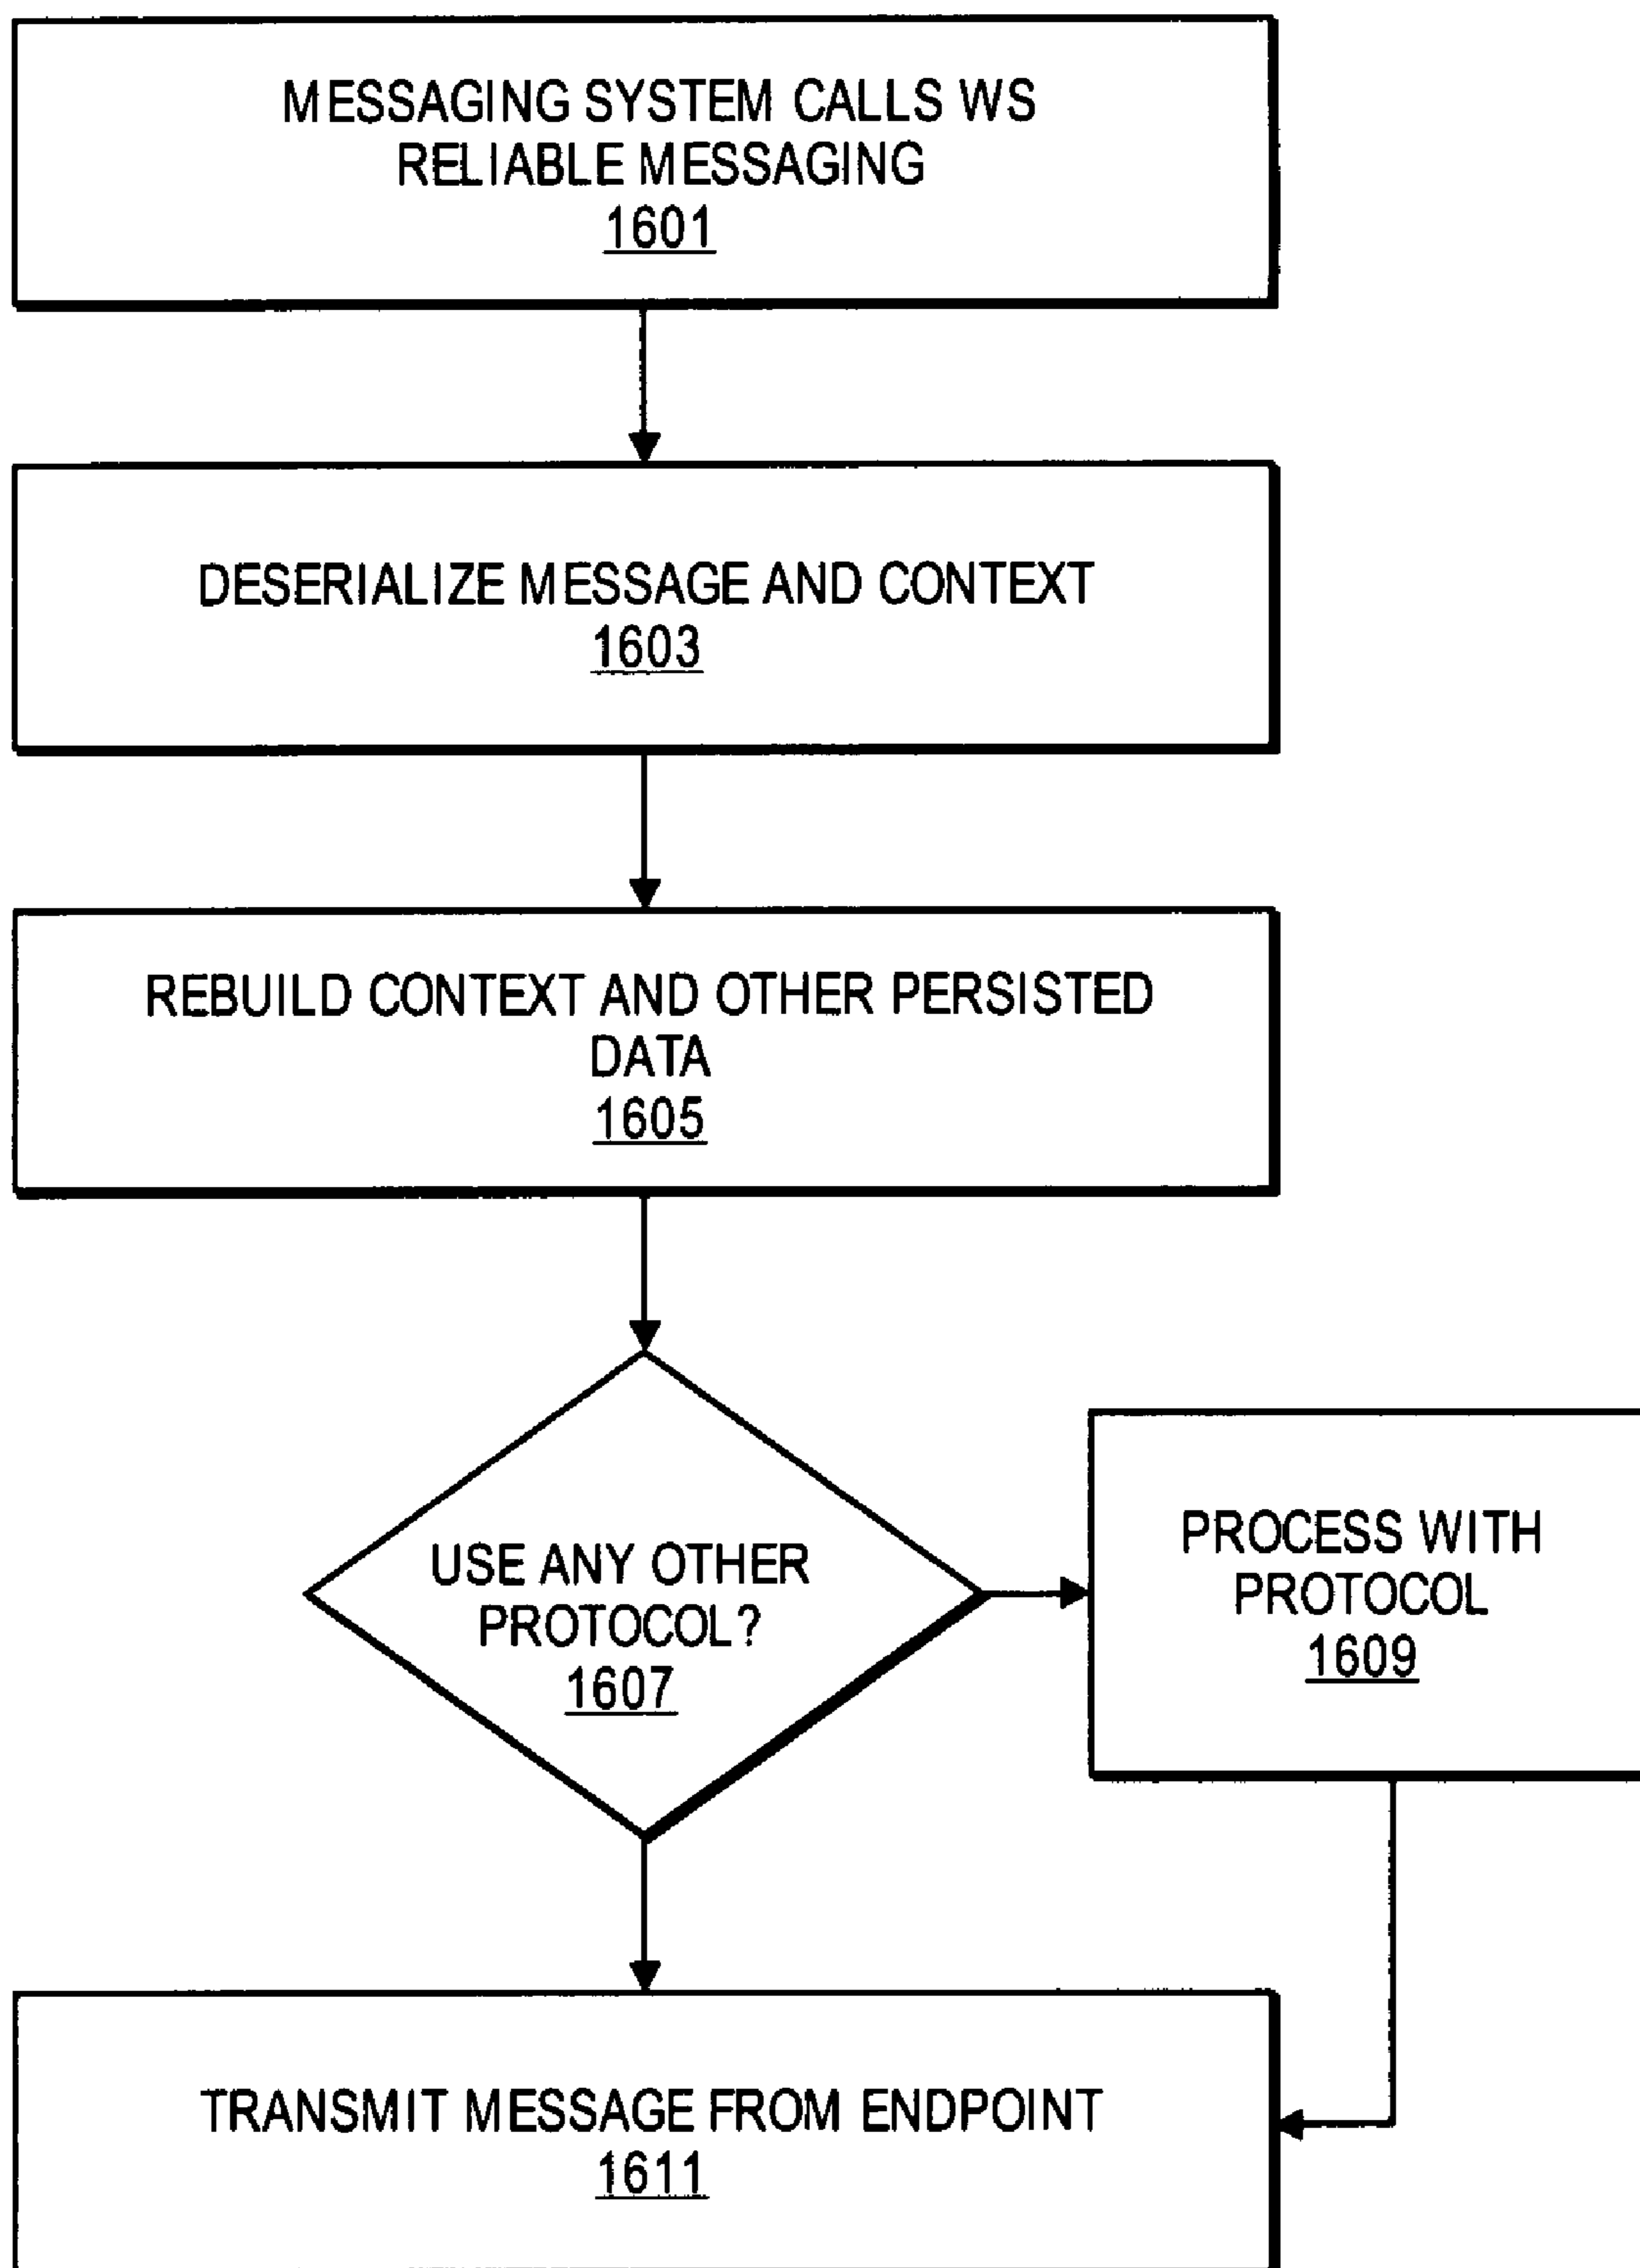 MESSAGING SYSTEM CALLS WS
RELIABLE MESSAGING
1601
DESERIALIZE MESSAGE AND CONTEXT
1603
REBUILD CONTEXT AND OTHER PERSISTED
DATA
1605
USE ANY OTHER
PROTOCOL?
1607
PROCESS WITH
PROTOCOL
1609
TRANSMIT MESSAGE FROM ENDPOINT
1611